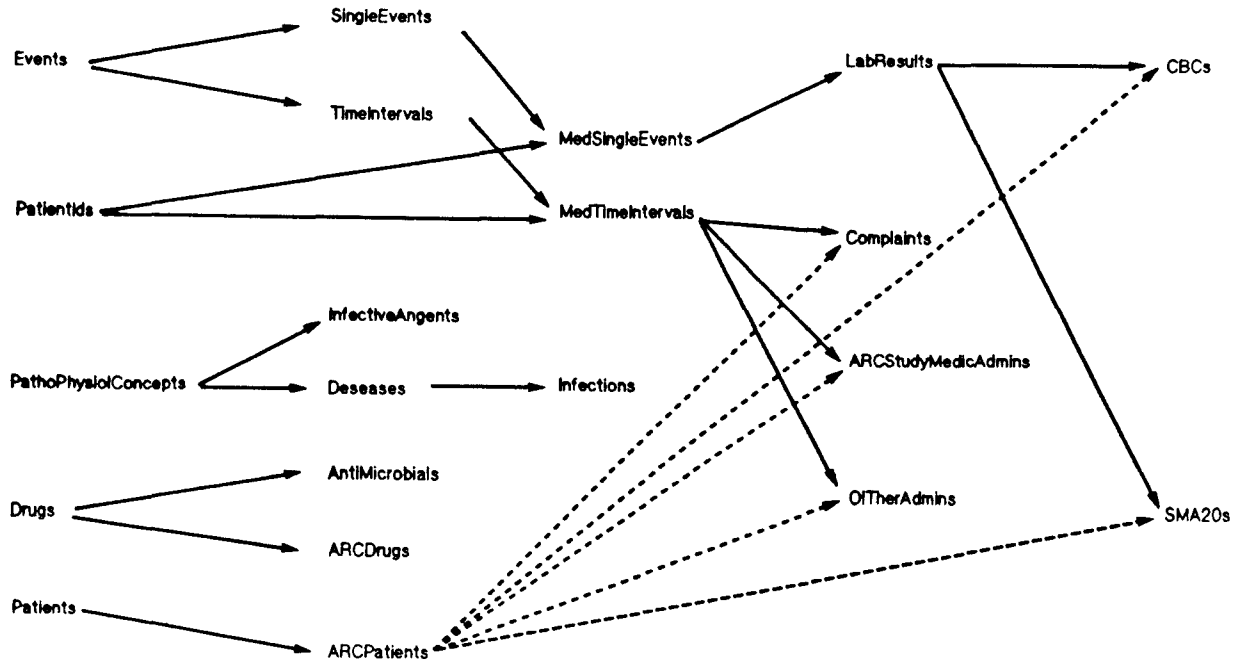 SingleEvents
Events
LabResults
CBCs
TimeIntervals
MedSingleEvents
PatientIds
MedTimeIntervals
Complaints
InfectiveAngents
ARCStudyMedicAdmins
PathoPhysiolConcepts
Deseases
Infections
AntiMicrobials
OfTherAdmins
Drugs
SMA20s
ARCDrugs
Patients
ARCPatients